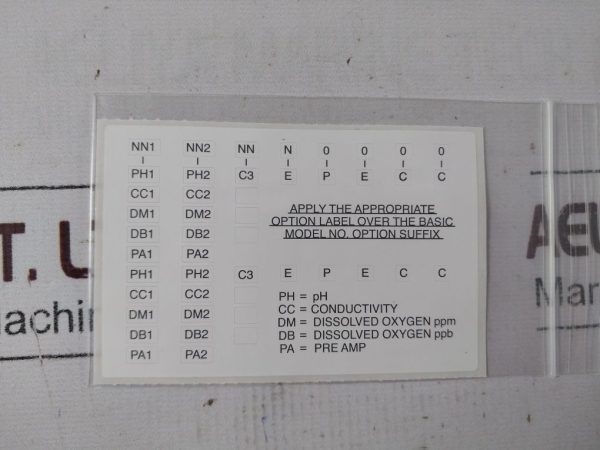 NN1 NN2 NN N 0 0 0 0
PH1 PH2 C3 E P E C C
CC1 CC2
DM1 DM2
DB1 DB2
PA1 PA2
APPLY THE APPROPRIATE
OPTION LABEL OVER THE BASIC
MODEL NO. OPTION SUFFIX
PH1 PH2 C3 E P E C C
CC1 CC2
DM1 DM2
DB1 DB2
PA1 PA2
PH = pH
CC = CONDUCTIVITY
DM = DISSOLVED OXYGEN ppm
DB = DISSOLVED OXYGEN ppb
PA = PRE AMP
T. U
achin
AEU
Mar